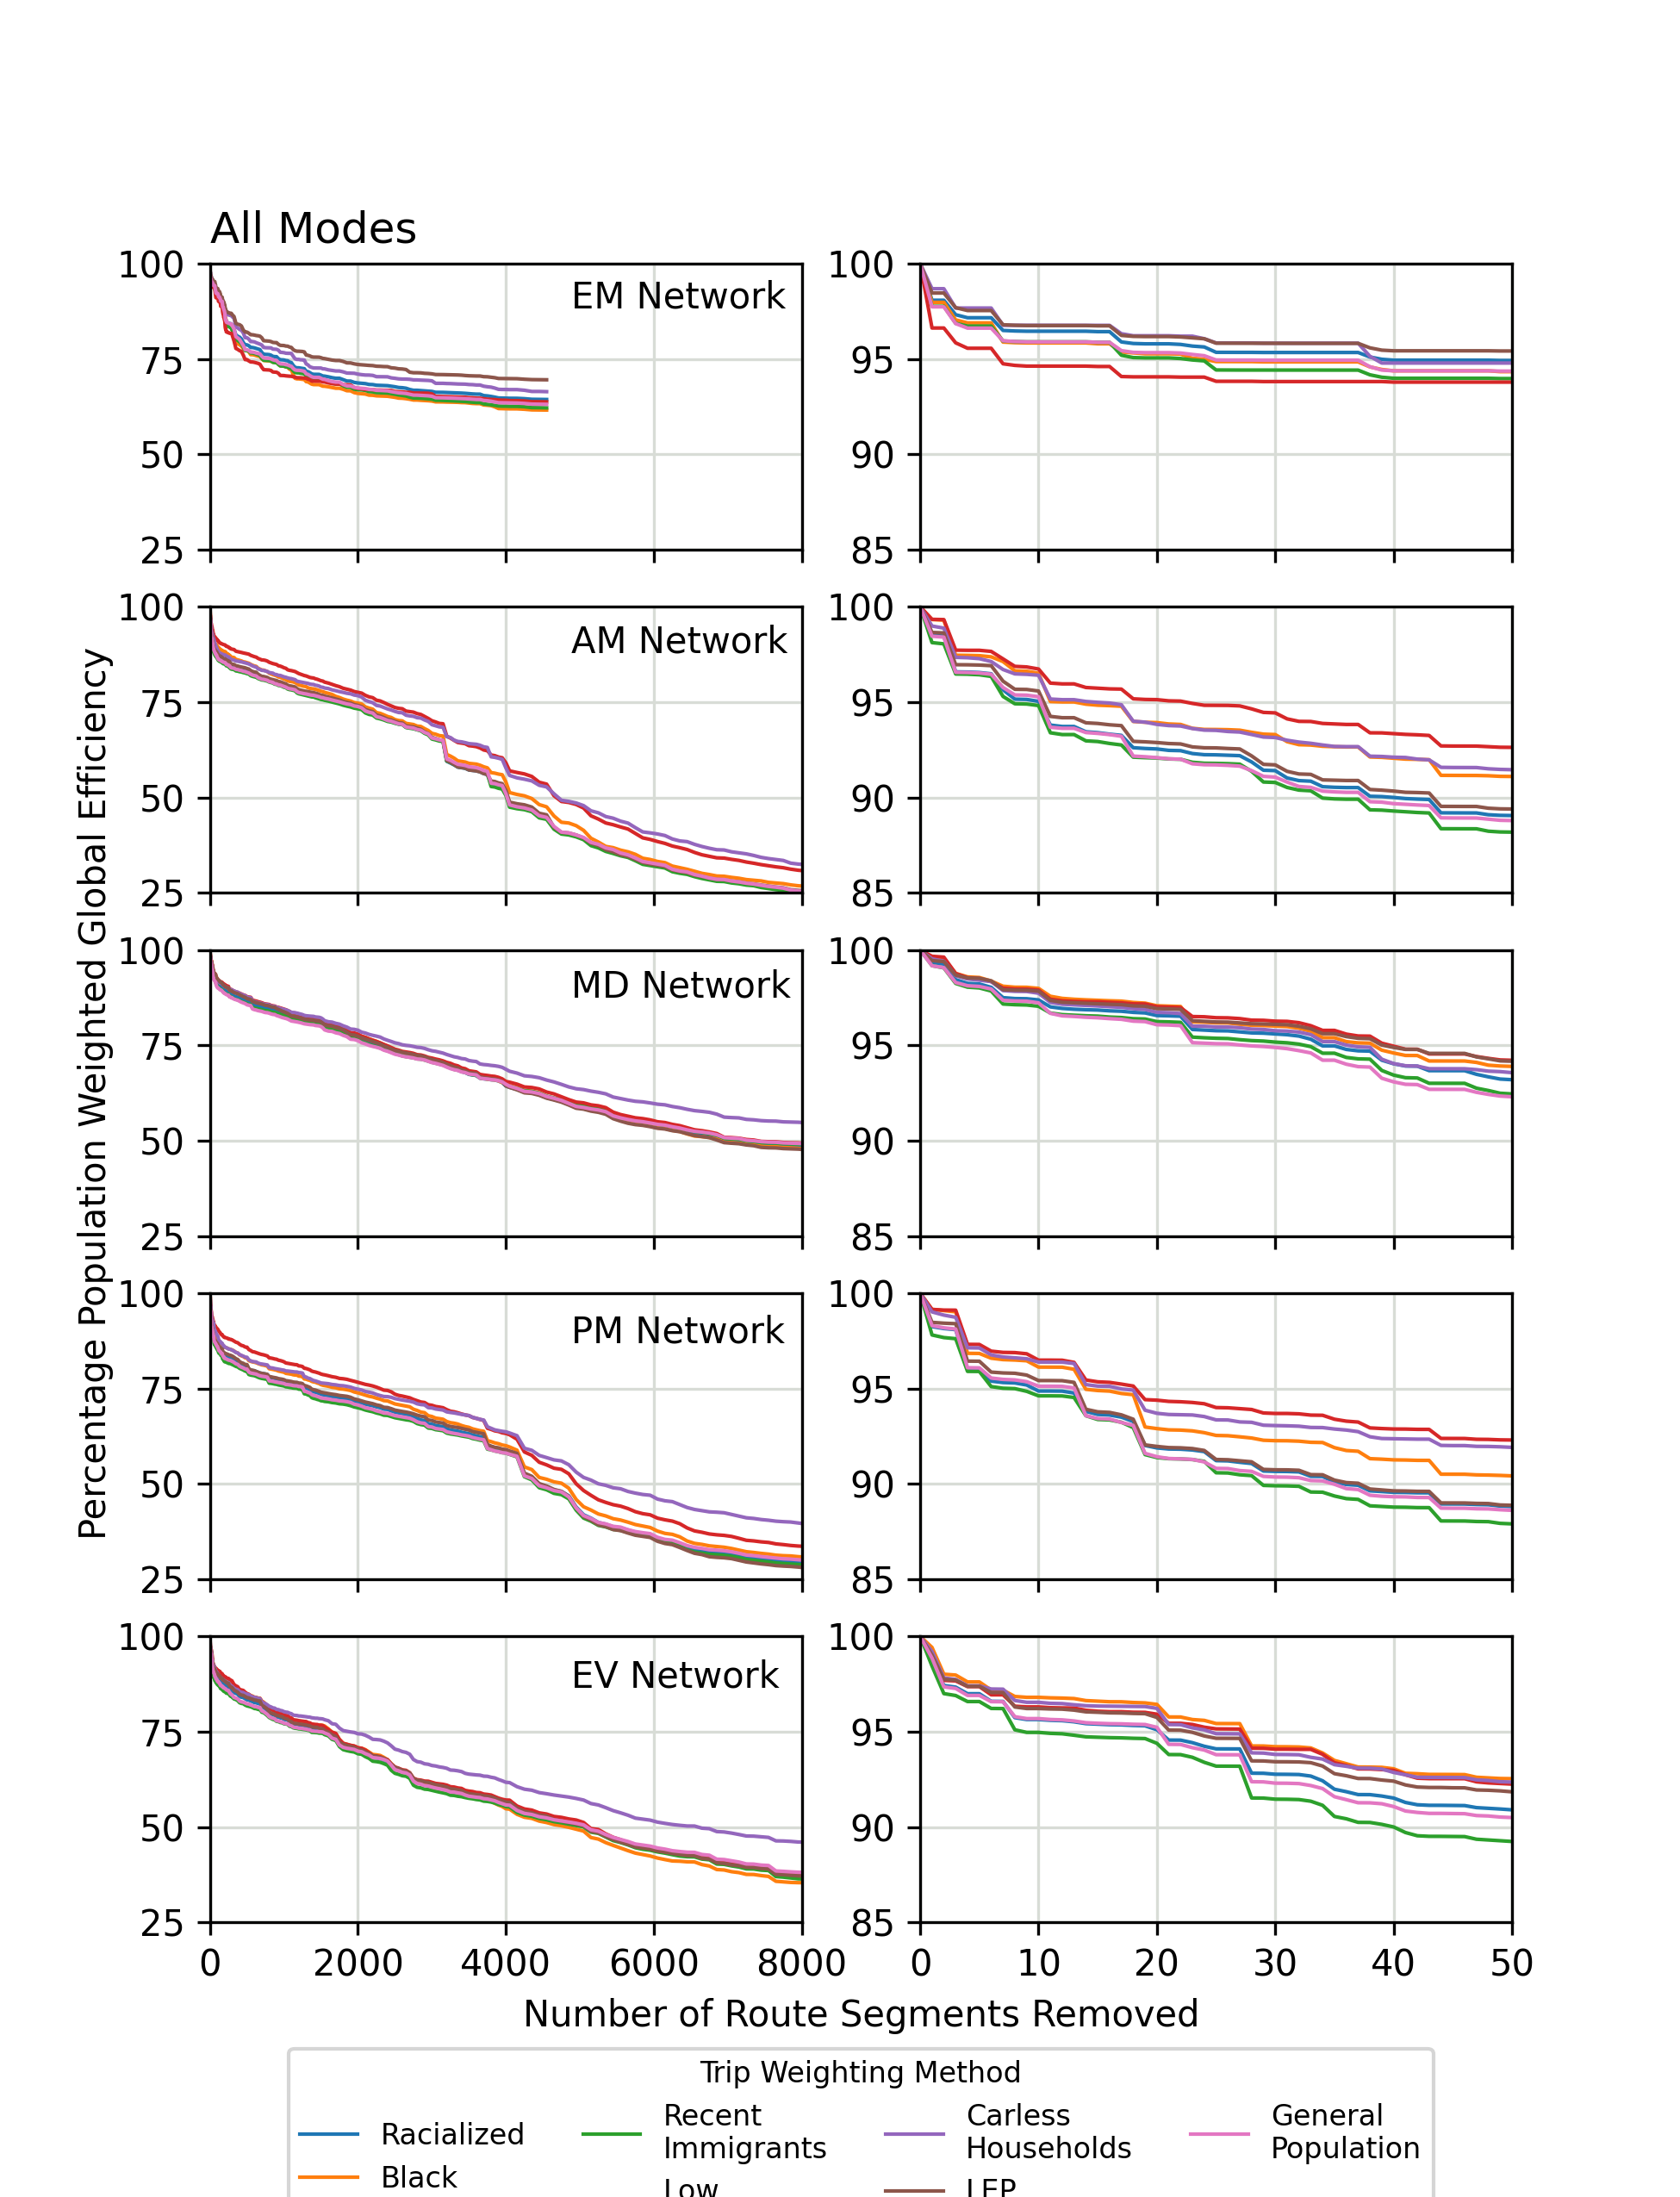 All Modes
100
75
50
25
EM Network
100
95
90
85
100
75
50
25
AM Network
100
95
90
85
100
75
50
25
MD Network
100
95
90
85
100
75
50
25
PM Network
100
95
90
85
100
75
50
25
EV Network
100
95
90
85
0 2000 4000 6000 8000
0 10 20 30 40 50
Percentage Population Weighted Global Efficiency
Number of Route Segments Removed
Trip Weighting Method
Racialized
Black
Recent
Immigrants
Low
Carless
Households
LEP
General
Population